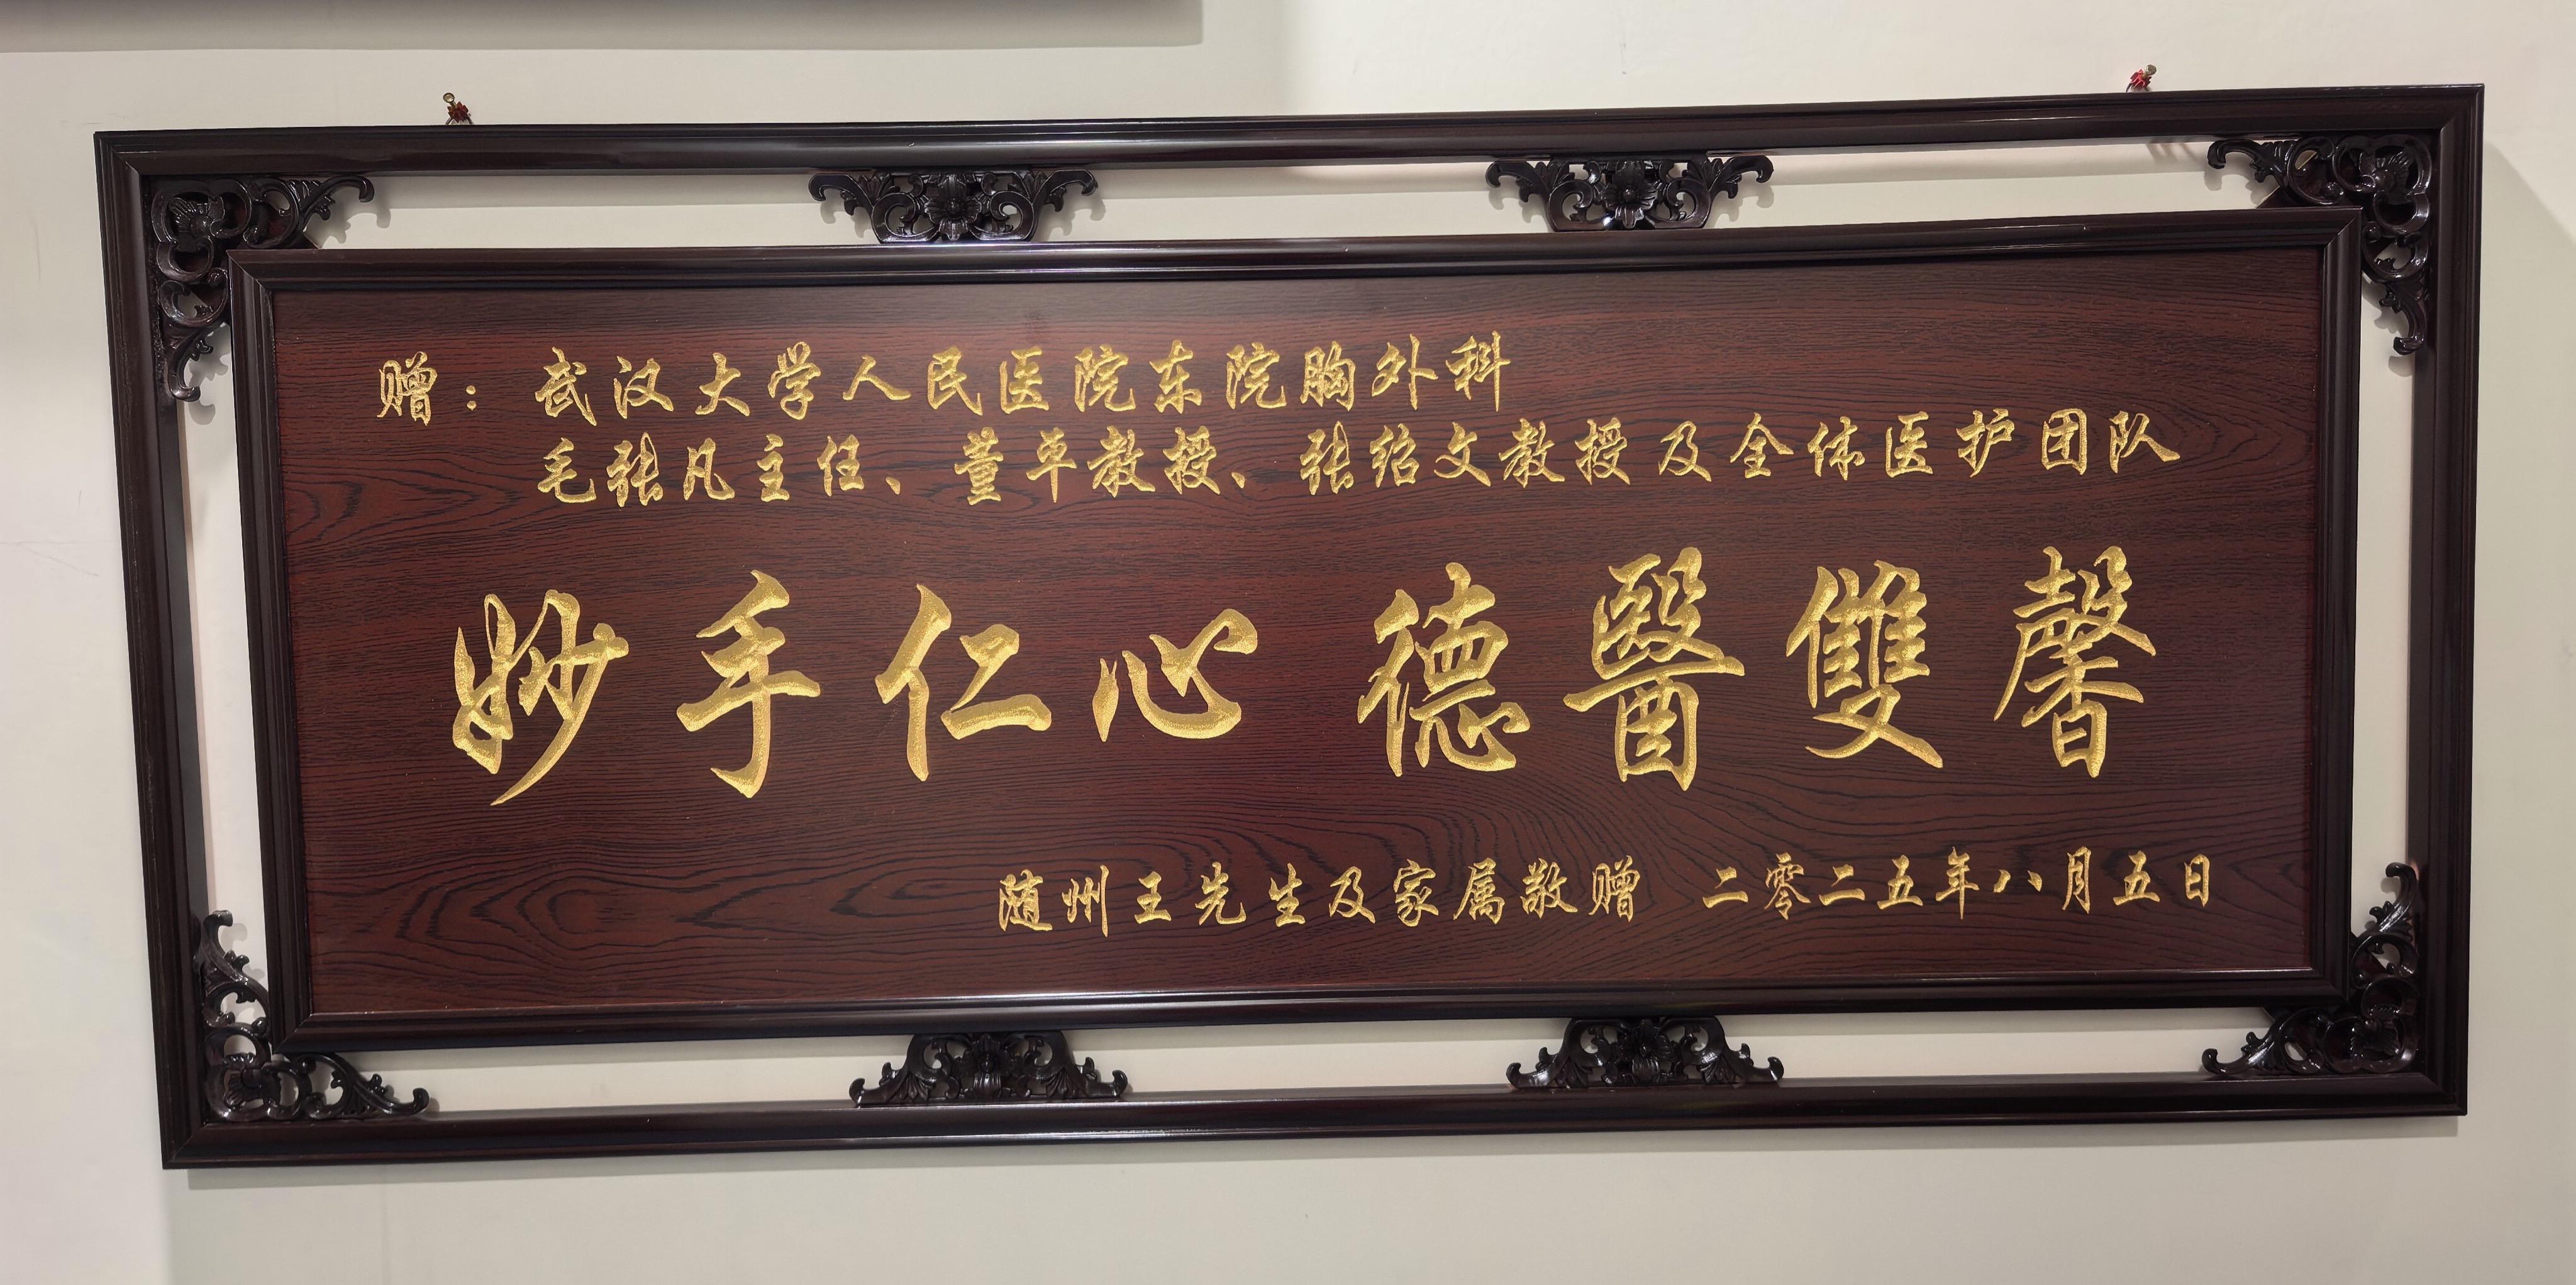 赠：武汉大学人民医院东院胸外科
毛张凡主任、董平教授、张绍文教授及全体医护团队
妙手仁心 德醫雙馨
随州王先生及家属敬赠 二零二五年八月五日